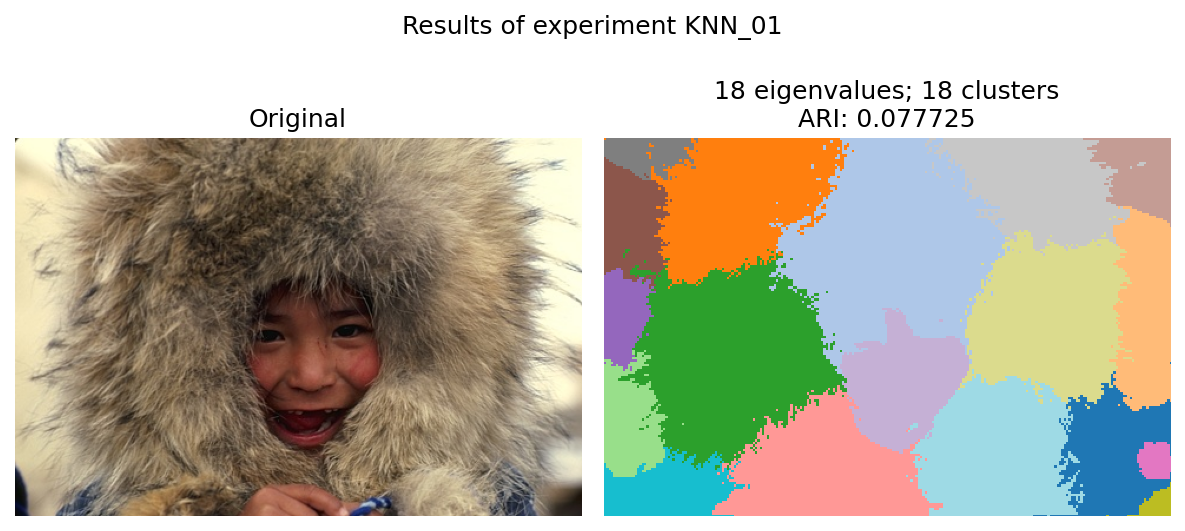 Results of experiment KNN_01
Original
18 eigenvalues; 18 clusters
ARI: 0.077725